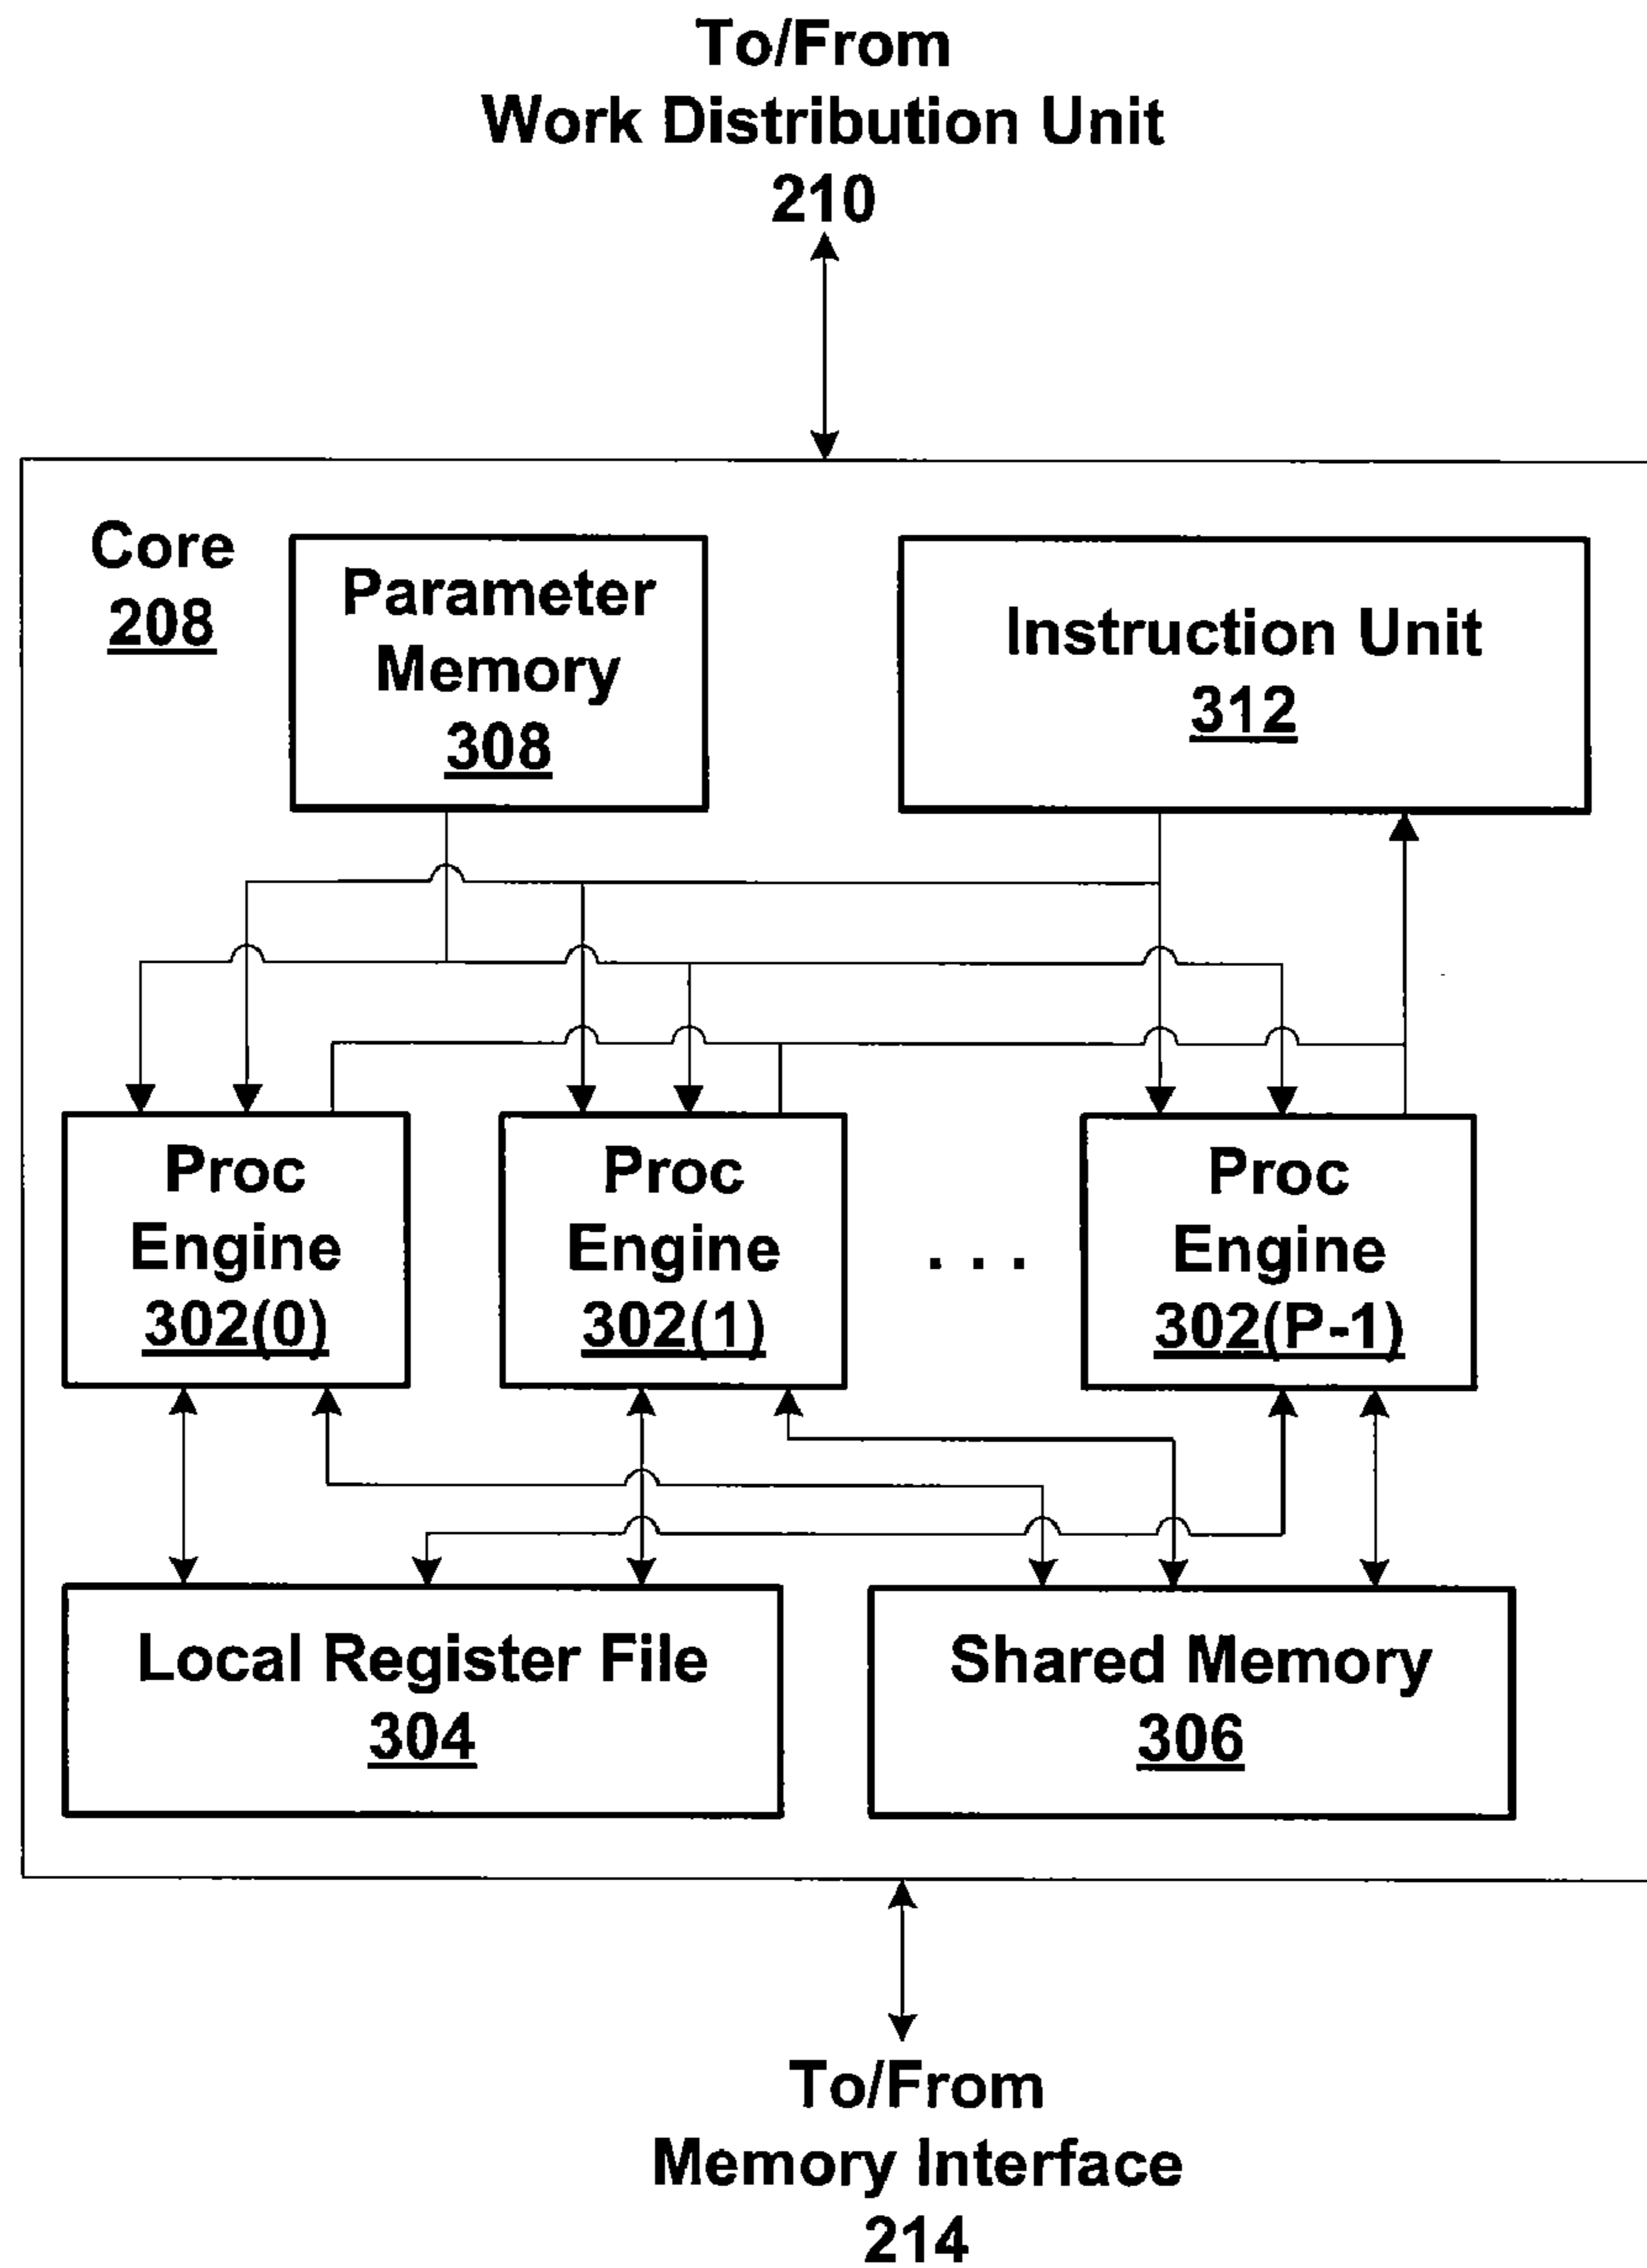 To/From
Work Distribution Unit
210
Core
208
Parameter
Memory
308
Instruction Unit
312
Proc
Engine
302(0)
Proc
Engine
302(1)
. . .
Proc
Engine
302(P-1)
Local Register File
304
Shared Memory
306
To/From
Memory Interface
214